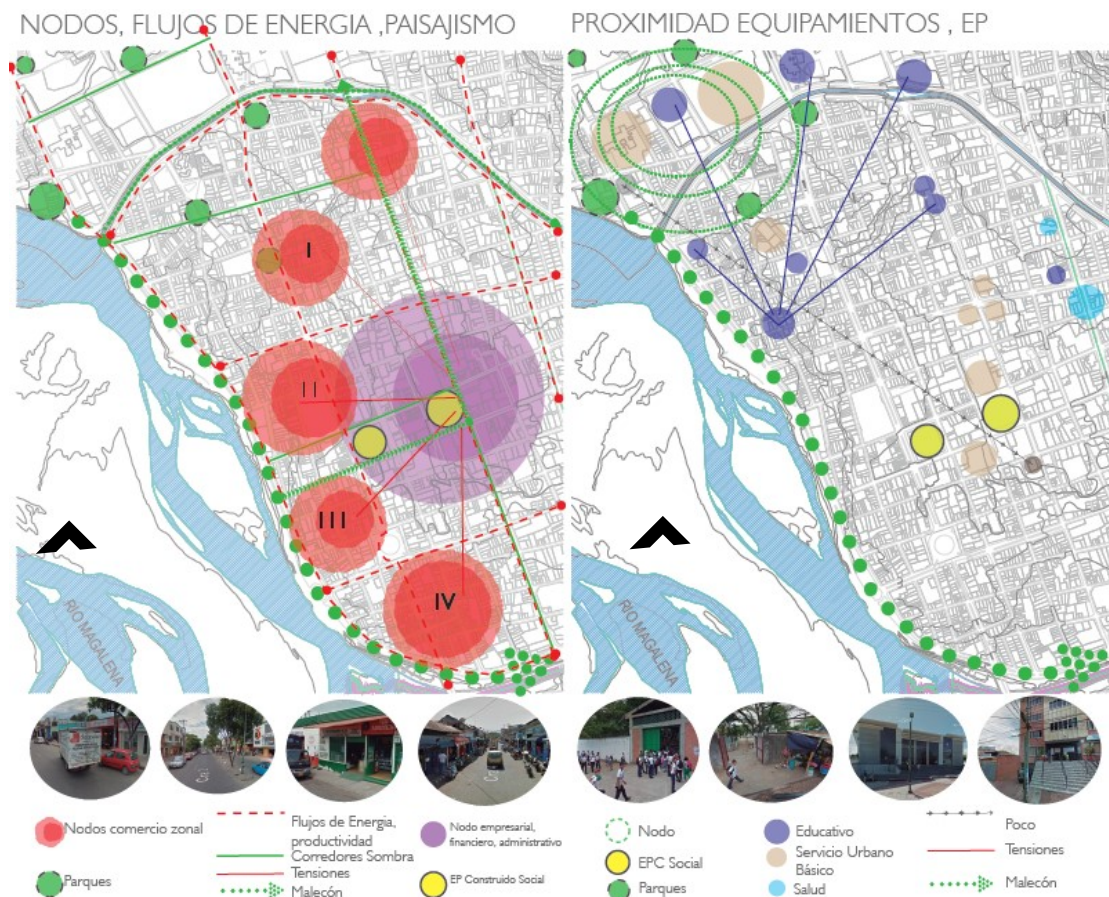 NODOS, FLUJOS DE ENERGIA ,PAISAJISMO
PROXIMIDAD EQUIPAMIENTOS , EP
I
II
III
IV
RIO MAGALENA
RIO MAGALENA
Nodos comercio zonal
Parques
Flujos de Energia,
productividad
Corredores Sombra
Tensiones
Malecón
Nodo empresarial,
financiero, administrativo
EP Construido Social
Nodo
EPC Social
Parques
Educativo
Servicio Urbano
Básico
Salud
Poco
Tensiones
Malecón